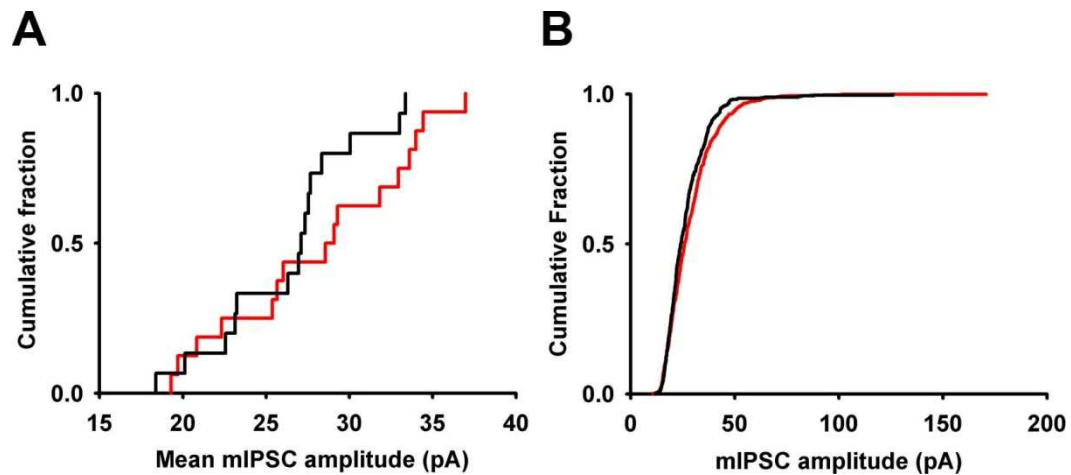 A
Cumulative fraction
1.0
0.5
0.0
15 20 25 30 35 40
Mean mIPSC amplitude (pA)
B
Cumulative Fraction
1.0
0.5
0.0
0 50 100 150 200
mIPSC amplitude (pA)